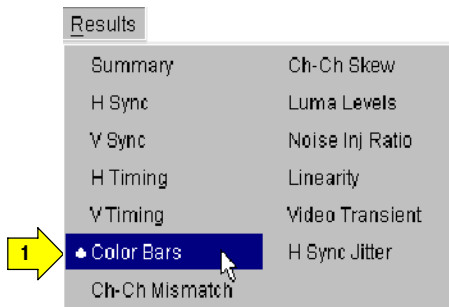 Results
Summary
H Sync
V Sync
H Timing
V Timing
1
Color Bars
Ch-Ch Mismatch
Ch-Ch Skew
Luma Levels
Noise Inj Ratio
Linearity
Video Transient
H Sync Jitter